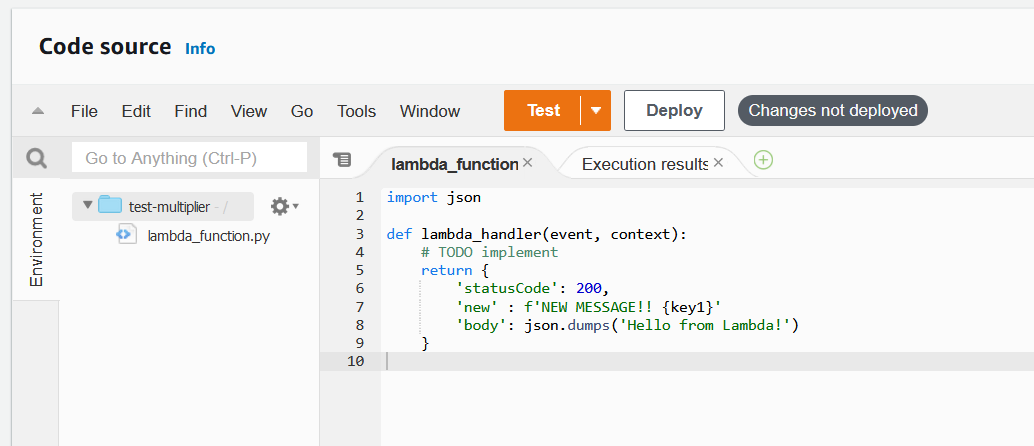 Code source Info
File Edit Find View Go Tools Window Test Deploy Changes not deployed
Go to Anything (Ctrl-P)
lambda_function × Execution results ×
Environment
test-multiplier - /
lambda_function.py
1 import json
2
3 def lambda_handler(event, context):
4 # TODO implement
5 return {
6 'statusCode': 200,
7 'new' : f'NEW MESSAGE!! {key1}'
8 'body': json.dumps('Hello from Lambda!')
9 }
10